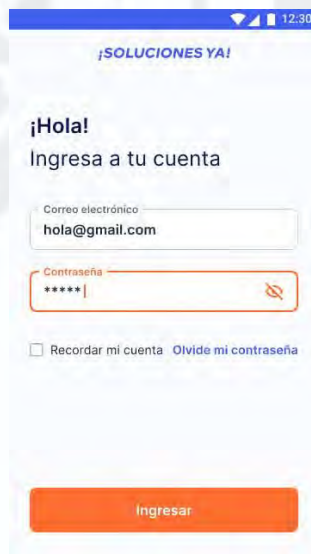 12:30
¡SOLUCIONES YA!
¡Hola!
Ingresa a tu cuenta
Correo electrónico
hola@gmail.com
Contraseña
*****
Recordar mi cuenta Olvide mi contraseña
Ingresar